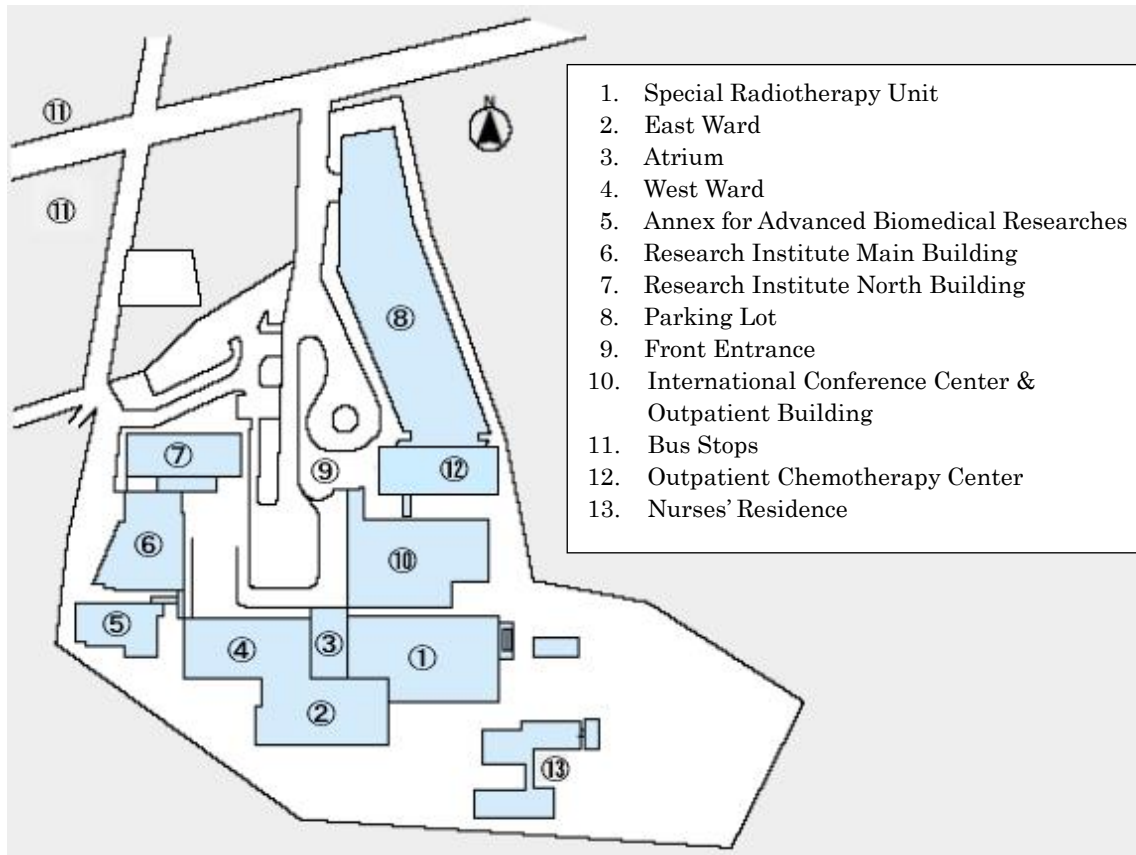 N
⑪
⑪
⑧
⑨
⑦
⑫
⑥
⑩
⑤
④
③
①
②
⑬
1. Special Radiotherapy Unit
2. East Ward
3. Atrium
4. West Ward
5. Annex for Advanced Biomedical Researches
6. Research Institute Main Building
7. Research Institute North Building
8. Parking Lot
9. Front Entrance
10. International Conference Center &
Outpatient Building
11. Bus Stops
12. Outpatient Chemotherapy Center
13. Nurses’ Residence